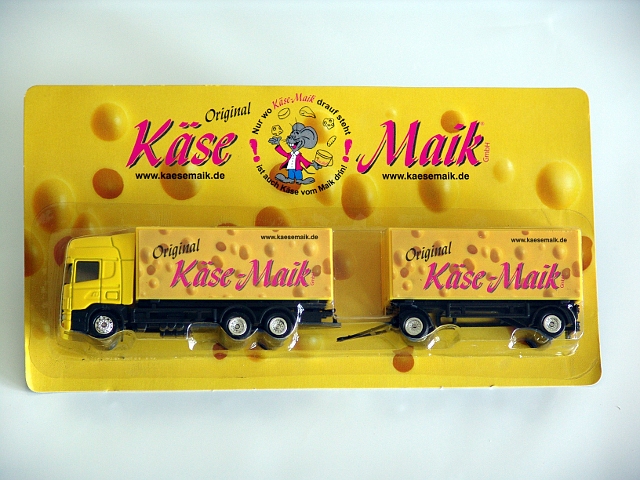 Original
Käse
www.kaesemaik.de
Nur wo Käse-Maik drauf steht
ist auch Käse vom Maik drin!
! !
Maik GmbH
www.kaesemaik.de
www.kaesemaik.de
Original
Käse-Maik
www.kaesemaik.de
Original
Käse-Maik